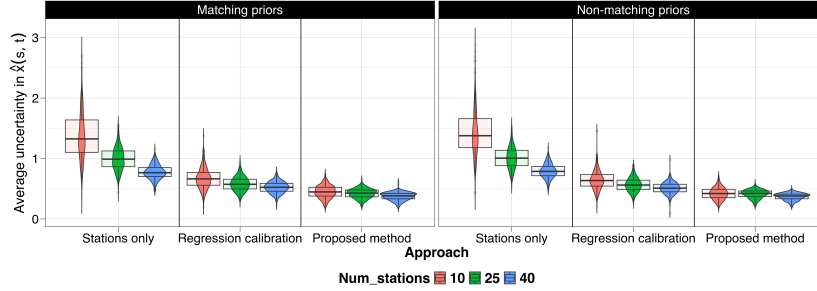 Matching priors
Non-matching priors
Average uncertainty in x̂(s, t)
3
2
1
0
Stations only
Regression calibration
Proposed method
Stations only
Regression calibration
Proposed method
Approach
Num_stations 10 25 40